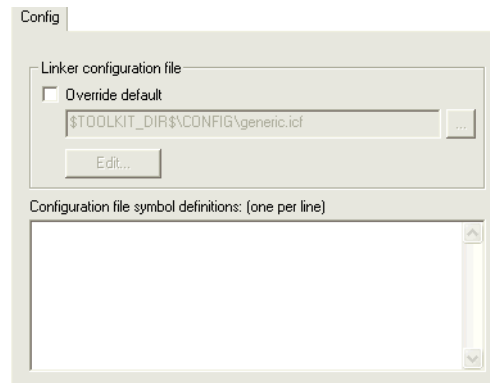 Config
Linker configuration file
Override default
$TOOLKIT_DIR$\CONFIG\generic.icf
...
Edit...
Configuration file symbol definitions: (one per line)